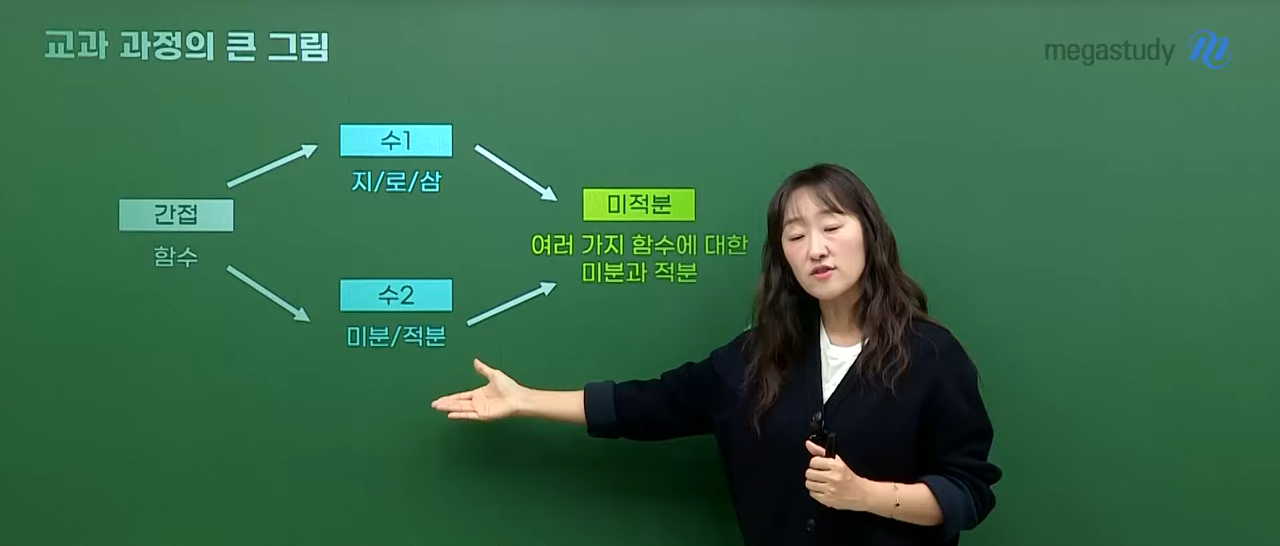 교과 과정의 큰 그림
megastudy
수1
지/로/삼
간접
함수
미적분
여러 가지 함수에 대한
미분과 적분
수2
미분/적분